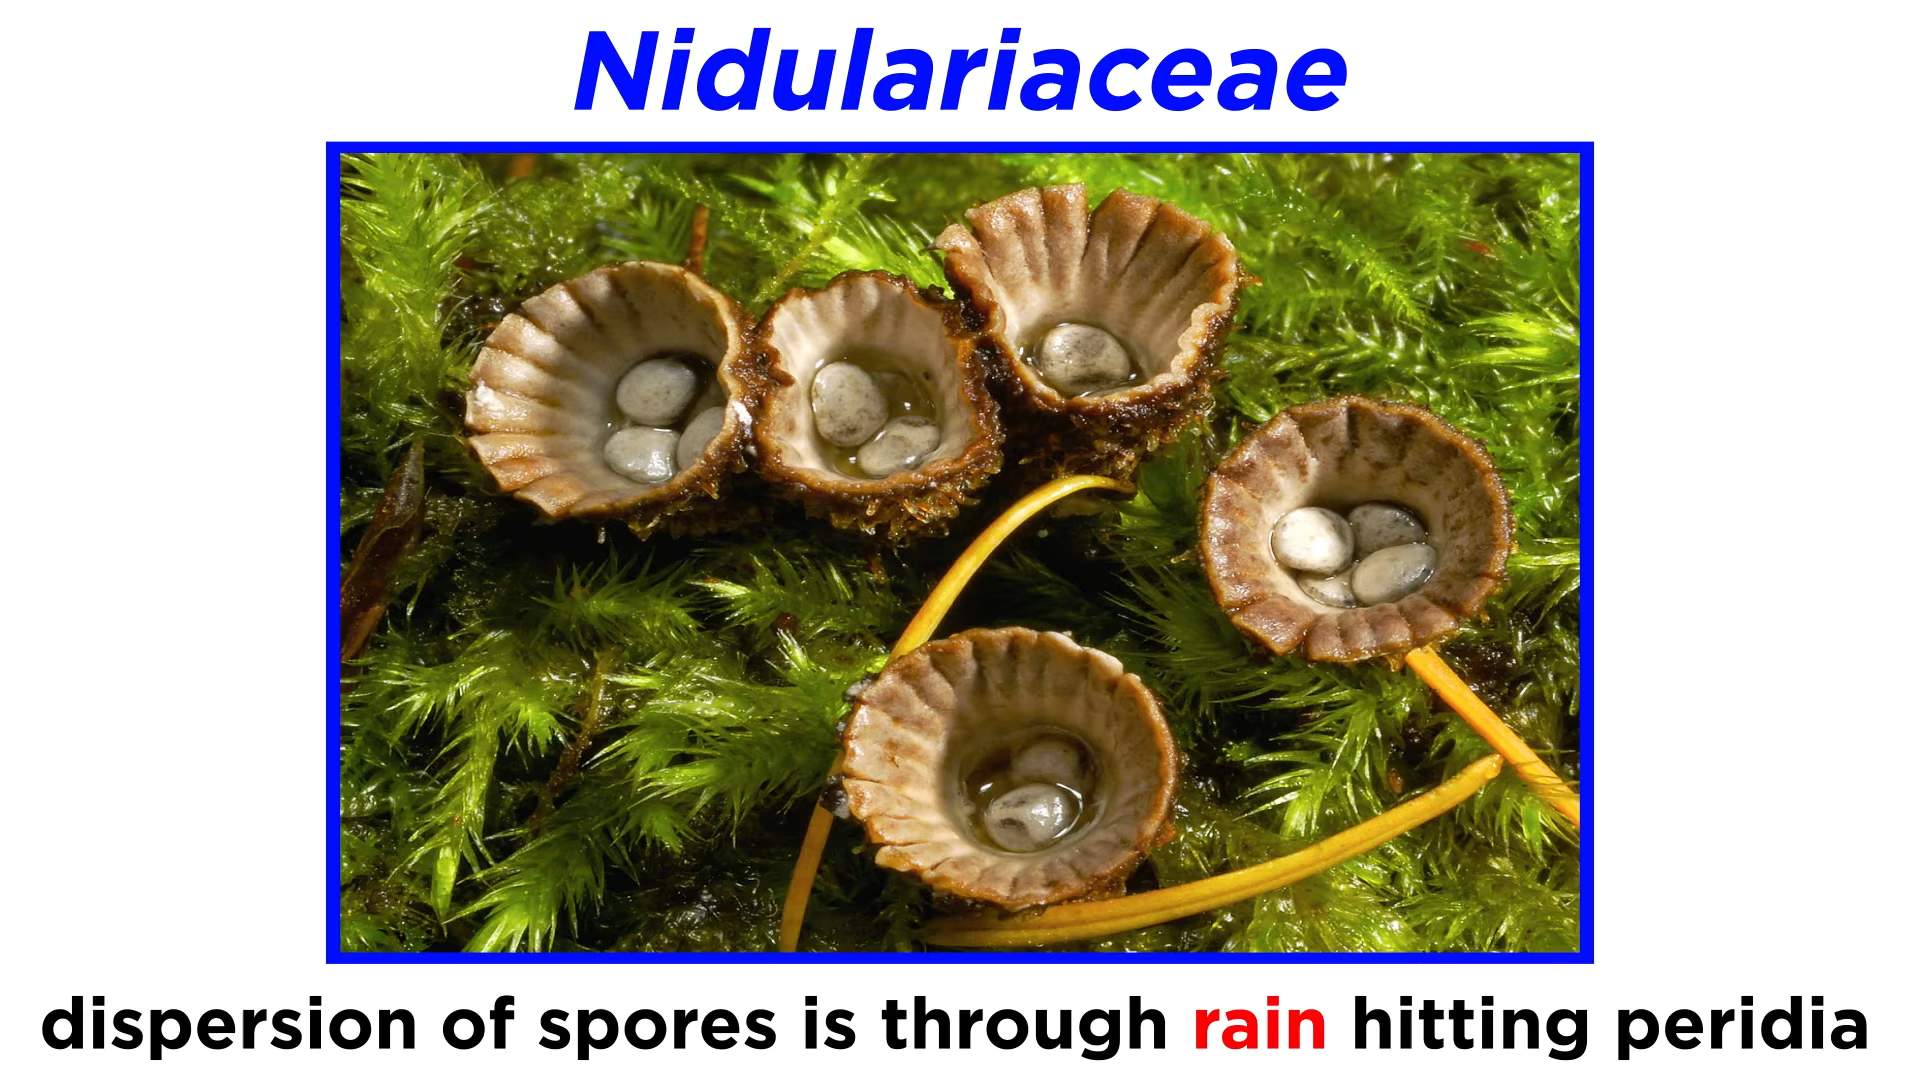 Nidulariaceae
dispersion of spores is through rain hitting peridia